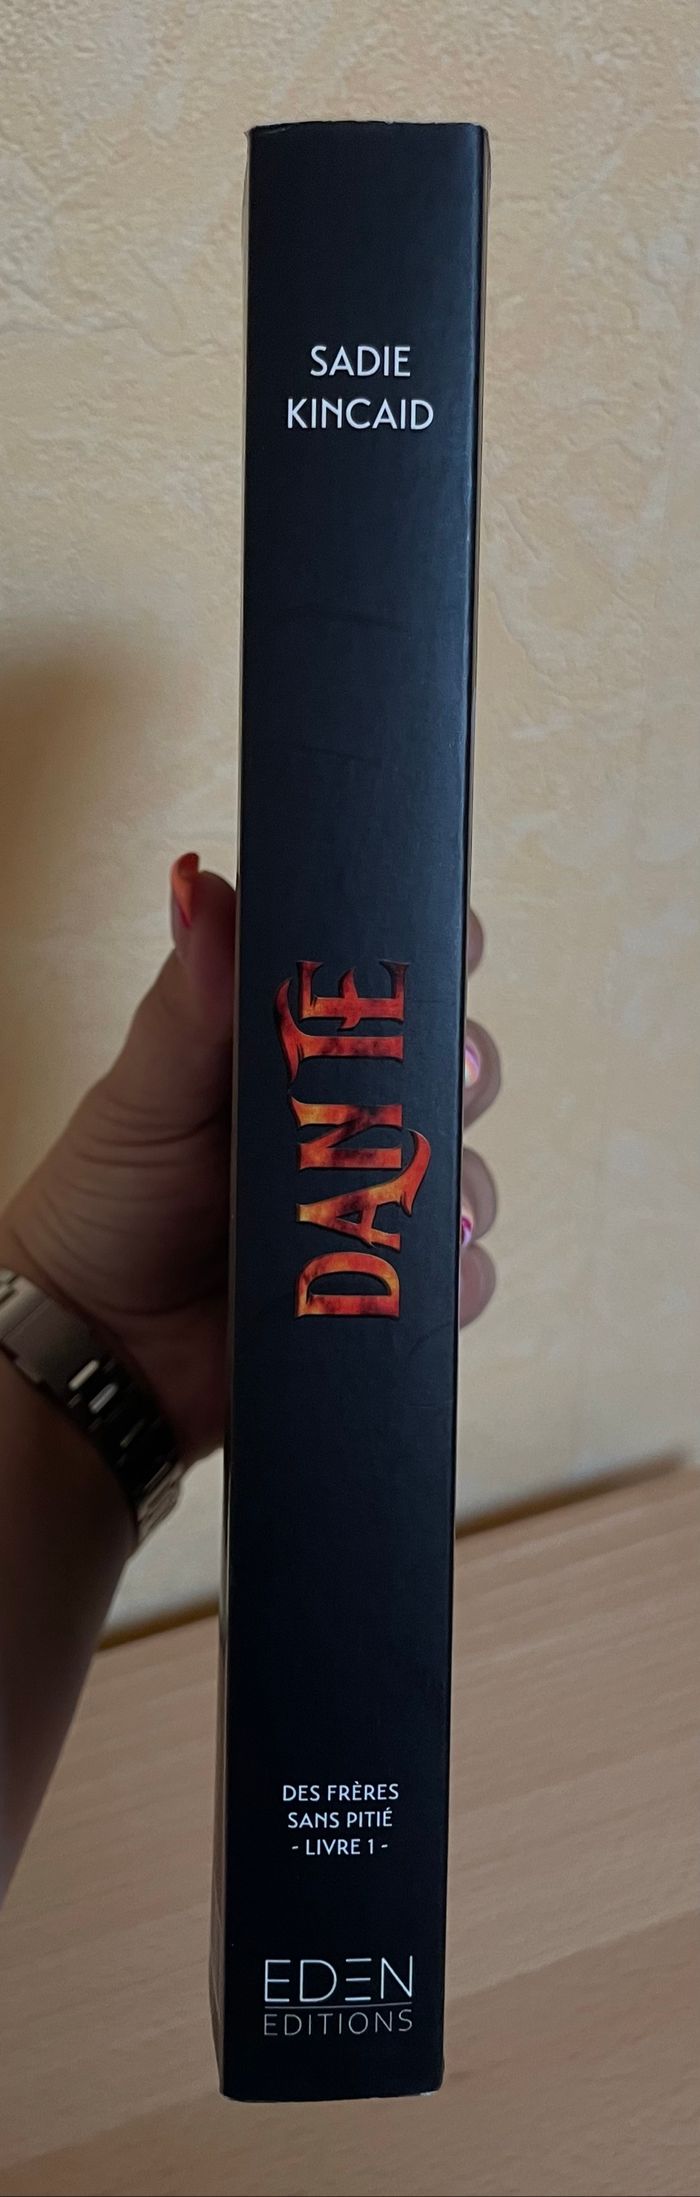 SADIE
KINCAID
DANTE
DES FRÈRES
SANS PITIÉ
- LIVRE 1 -
EDEN
EDITIONS